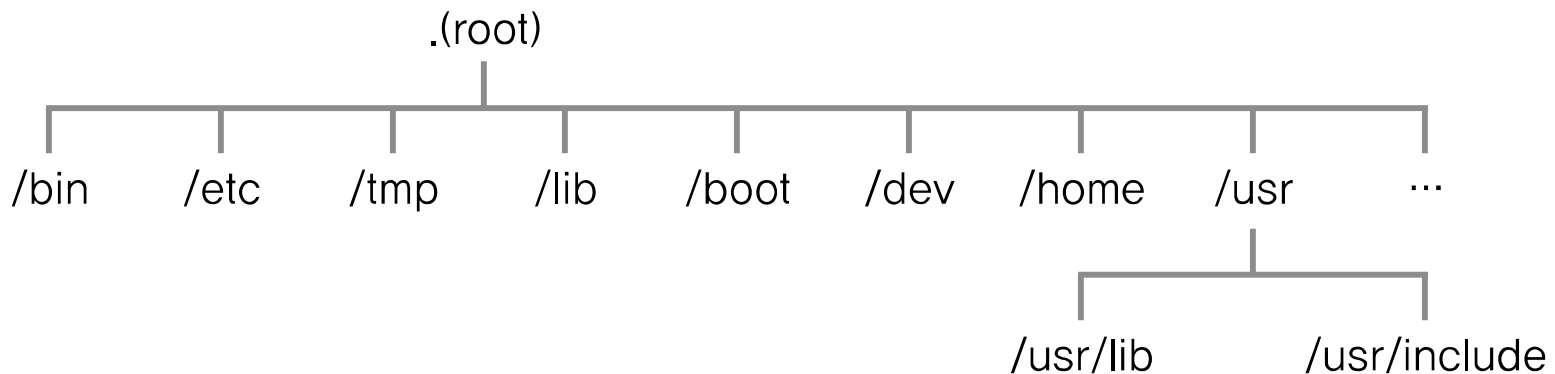 .(root)
/bin /etc /tmp /lib /boot /dev /home /usr ...
/usr/lib /usr/include